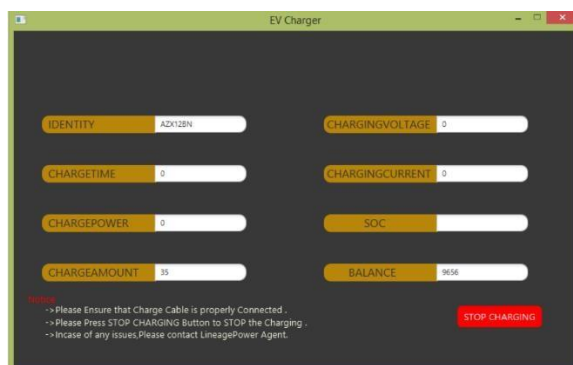 EV Charger
IDENTITY AZX12BN CHARGINGVOLTAGE 0
CHARGETIME 0 CHARGINGCURRENT 0
CHARGEPOWER 0 SOC
CHARGEAMOUNT 35 BALANCE 9656
Notice
->Please Ensure that Charge Cable is properly Connected .
->Please Press STOP CHARGING Button to STOP the Charging .
->Incase of any issues,Please contact LineagePower Agent.
STOP CHARGING